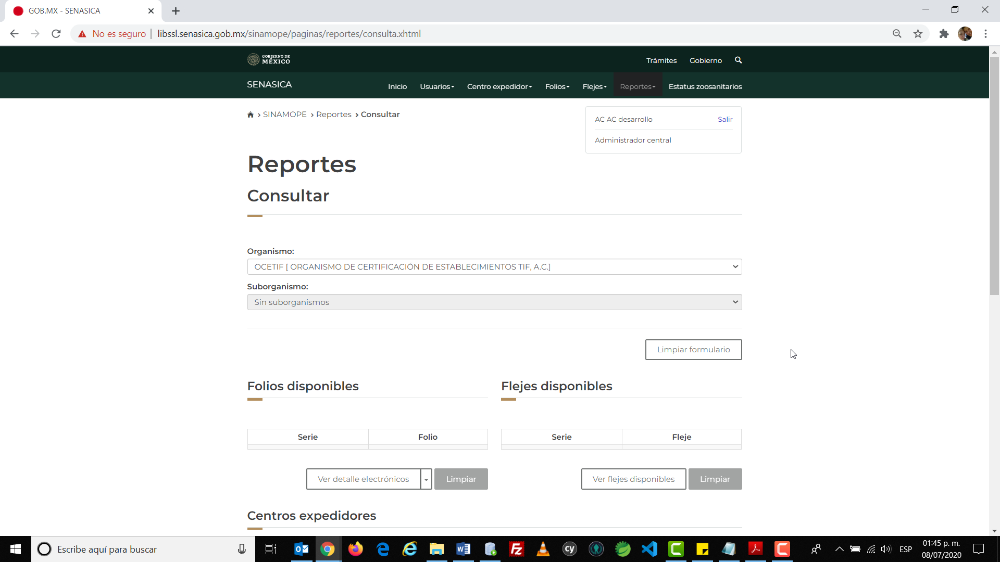 GOB.MX - SENASICA
No es seguro | libssl.senasica.gob.mx/sinamope/paginas/reportes/consulta.xhtml
GOBIERNO DE
MÉXICO
Trámites Gobierno
SENASICA
Inicio Usuarios Centro expedidor Folios Flejes Reportes Estatus zoosanitarios
SINAMOPE Reportes Consultar
AC AC desarrollo Salir
Administrador central
Reportes
Consultar
Organismo:
OCETIF [ ORGANISMO DE CERTIFICACIÓN DE ESTABLECIMIENTOS TIF, A.C.]
Suborganismo:
Sin suborganismos
Limpiar formulario
Folios disponibles Flejes disponibles
Serie Folio Serie Fleje
Ver detalle electrónicos Limpiar Ver flejes disponibles Limpiar
Centros expedidores
Escribe aquí para buscar
cy
ESP
01:45 p. m.
08/07/2020